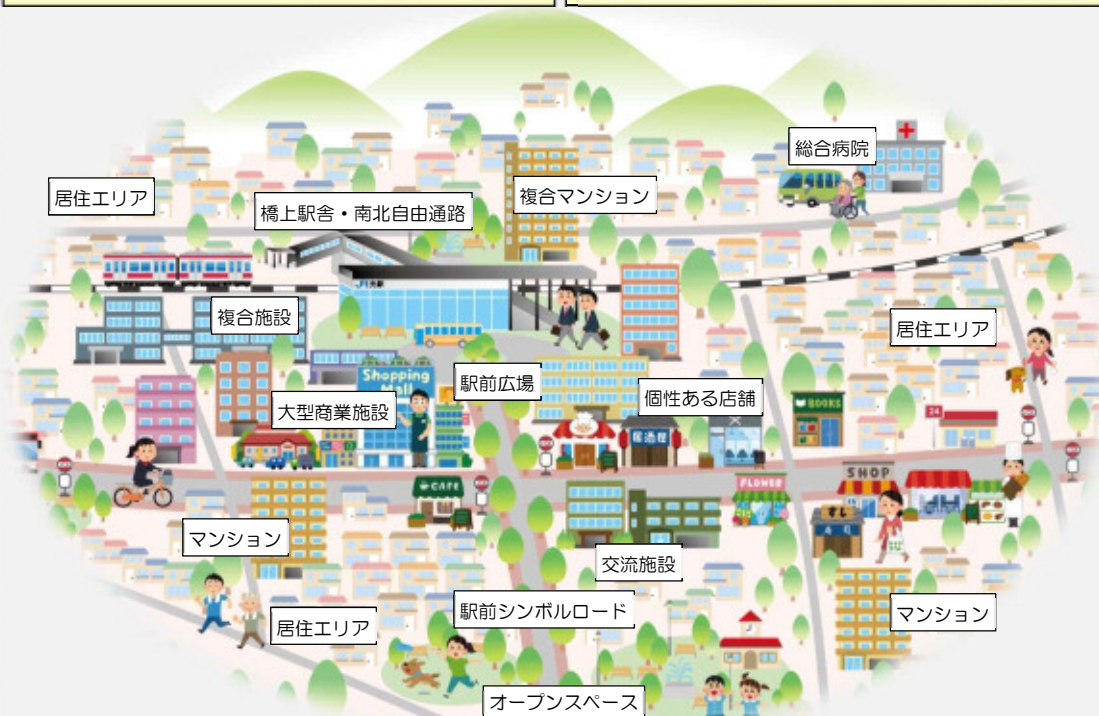 総合病院
居住エリア
複合マンション
橋上駅舎・南北自由通路
複合施設
居住エリア
Shopping
Mall
駅前広場
個性ある店舗
大型商業施設
BOOKS
24
居酒屋
CAFE
FLOWER
SHOP
すし
マンション
交流施設
駅前シンボルロード
居住エリア
マンション
オープンスペース